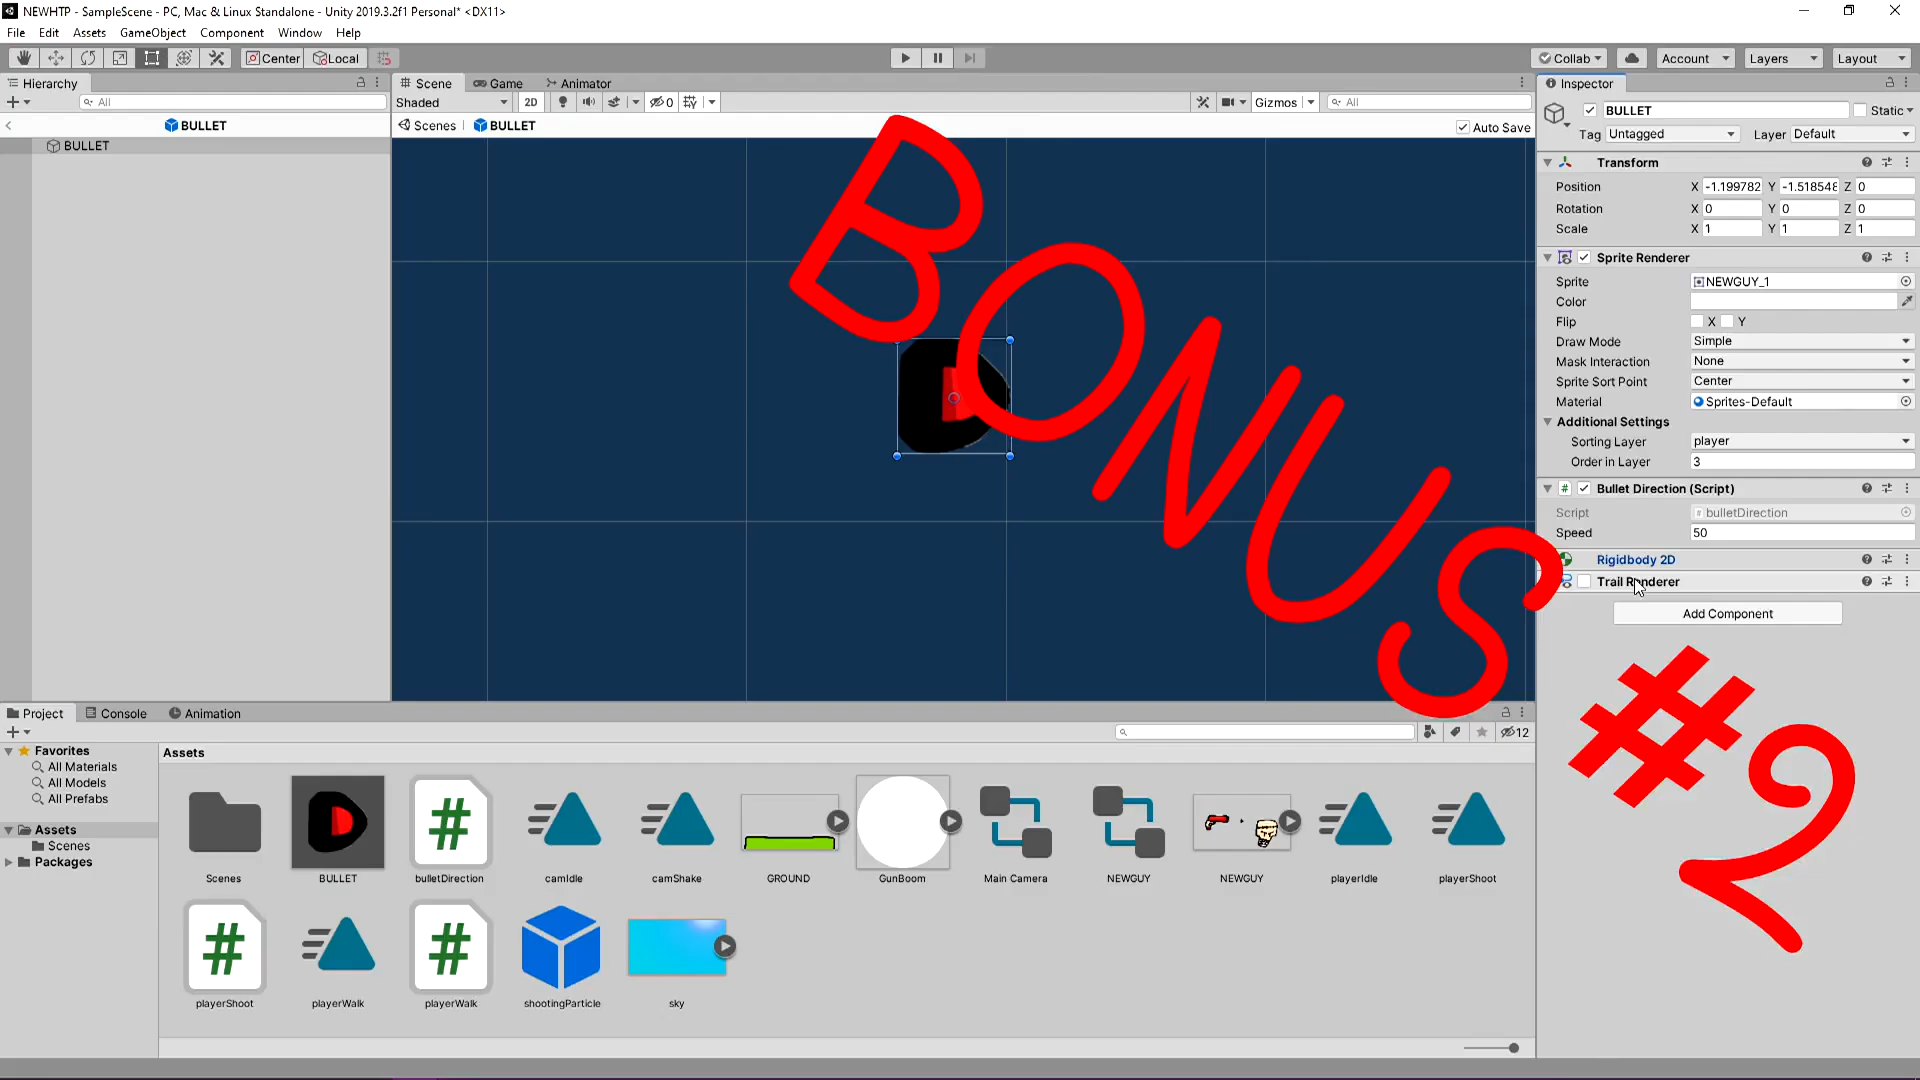 NEWHTP - SampleScene - PC, Mac & Linux Standalone - Unity 2019.3.2f1 Personal* <DX11>
File Edit Assets GameObject Component Window Help
Center Local Collab Account Layers Layout
Hierarchy
All
BULLET
BULLET
Scene Game Animator
Shaded 2D 0 Gizmos All
Scenes BULLET Auto Save
BONUS
#2
Inspector
BULLET Static
Tag Untagged Layer Default
Transform
Position X -1.199782 Y -1.518548 Z 0
Rotation X 0 Y 0 Z 0
Scale X 1 Y 1 Z 1
Sprite Renderer
Sprite NEWGUY_1
Color
Flip X Y
Draw Mode Simple
Mask Interaction None
Sprite Sort Point Center
Material Sprites-Default
Additional Settings
Sorting Layer player
Order in Layer 3
# Bullet Direction (Script)
Script # bulletDirection
Speed 50
Rigidbody 2D
Trail Renderer
Add Component
Project Console Animation
12
Favorites
All Materials
All Models
All Prefabs
Assets
Scenes
Packages
Assets
Scenes BULLET bulletDirection camIdle camShake GROUND GunBoom Main Camera NEWGUY NEWGUY playerIdle playerShoot
playerShoot playerWalk playerWalk shootingParticle sky